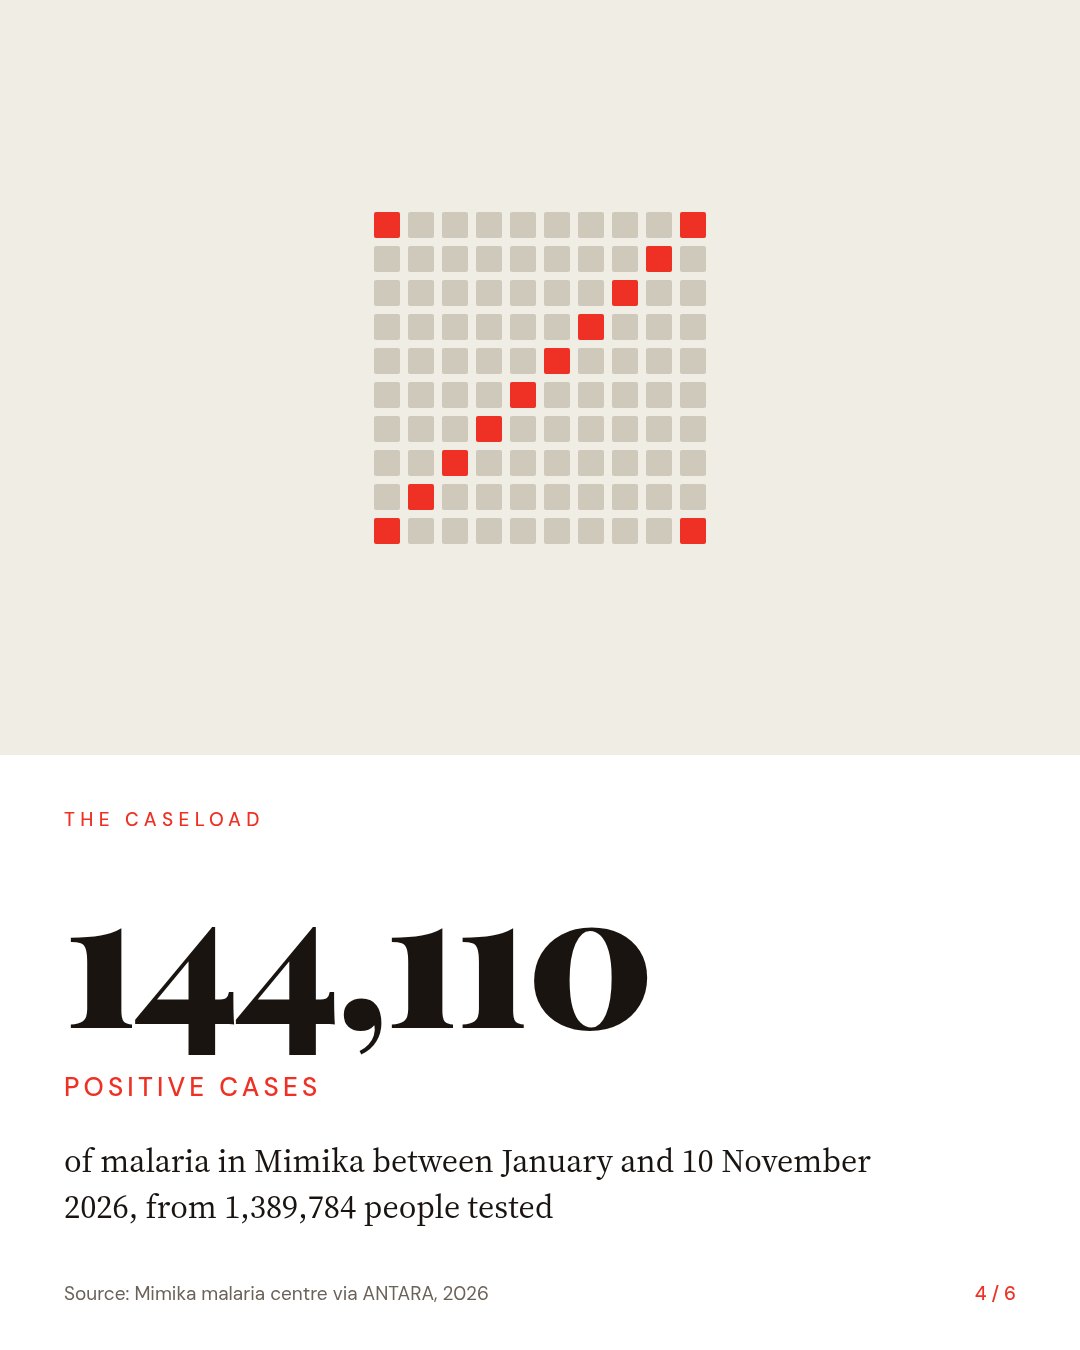 THE CASELOAD
144,110
POSITIVE CASES
of malaria in Mimika between January and 10 November
2026, from 1,389,784 people tested
Source: Mimika malaria centre via ANTARA, 2026
4 / 6